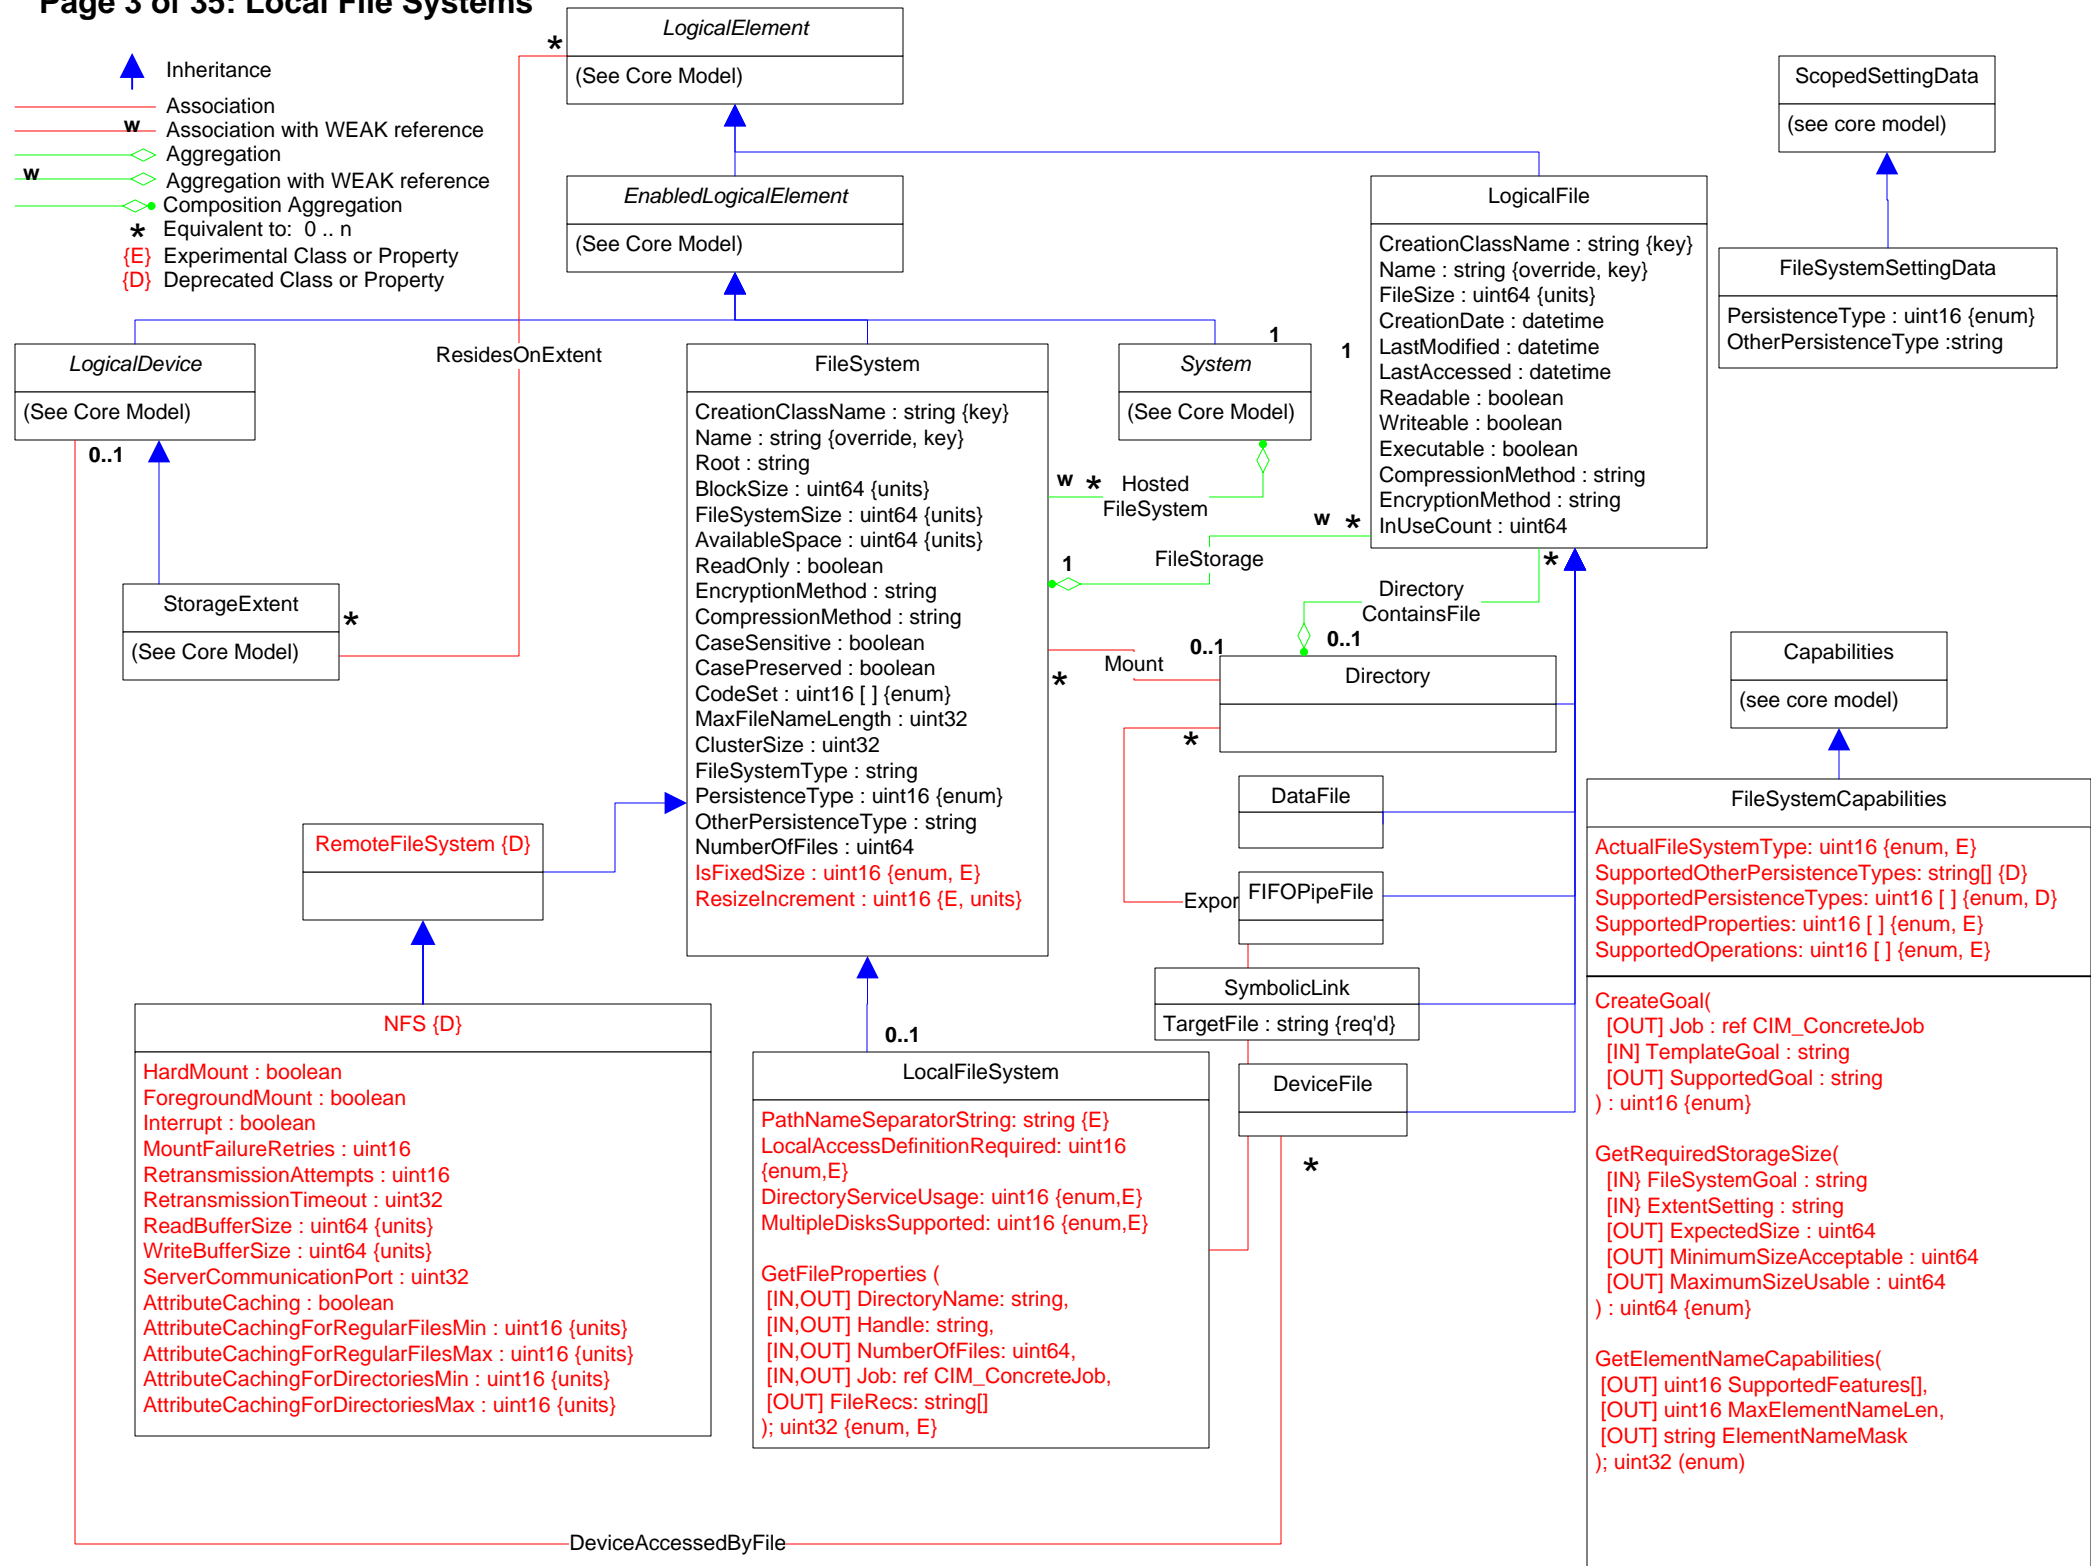 Page 3 of 35: Local File Systems
Inheritance
Association
w Association with WEAK reference
Aggregation
w Aggregation with WEAK reference
Composition Aggregation
* Equivalent to: 0 .. n
{E} Experimental Class or Property
{D} Deprecated Class or Property
*
LogicalElement
(See Core Model)
EnabledLogicalElement
(See Core Model)
ScopedSettingData
(see core model)
FileSystemSettingData
PersistenceType : uint16 {enum}
OtherPersistenceType :string
LogicalFile
CreationClassName : string {key}
Name : string {override, key}
FileSize : uint64 {units}
CreationDate : datetime
LastModified : datetime
LastAccessed : datetime
Readable : boolean
Writeable : boolean
Executable : boolean
CompressionMethod : string
EncryptionMethod : string
InUseCount : uint64
LogicalDevice
(See Core Model)
0..1
ResidesOnExtent
StorageExtent
(See Core Model)
*
FileSystem
CreationClassName : string {key}
Name : string {override, key}
Root : string
BlockSize : uint64 {units}
FileSystemSize : uint64 {units}
AvailableSpace : uint64 {units}
ReadOnly : boolean
EncryptionMethod : string
CompressionMethod : string
CaseSensitive : boolean
CasePreserved : boolean
CodeSet : uint16 [ ] {enum}
MaxFileNameLength : uint32
ClusterSize : uint32
FileSystemType : string
PersistenceType : uint16 {enum}
OtherPersistenceType : string
NumberOfFiles : uint64
IsFixedSize : uint16 {enum, E}
ResizeIncrement : uint16 {E, units}
1
1
System
(See Core Model)
w *
Hosted
FileSystem
w *
FileStorage
1
*
Directory
ContainsFile
0..1
0..1
Mount
*
Directory
*
Expor
DataFile
FIFOPipeFile
SymbolicLink
TargetFile : string {req'd}
DeviceFile
*
Capabilities
(see core model)
FileSystemCapabilities
ActualFileSystemType: uint16 {enum, E}
SupportedOtherPersistenceTypes: string[] {D}
SupportedPersistenceTypes: uint16 [ ] {enum, D}
SupportedProperties: uint16 [ ] {enum, E}
SupportedOperations: uint16 [ ] {enum, E}
CreateGoal(
[OUT] Job : ref CIM_ConcreteJob
[IN] TemplateGoal : string
[OUT] SupportedGoal : string
) : uint16 {enum}
GetRequiredStorageSize(
[IN} FileSystemGoal : string
[IN} ExtentSetting : string
[OUT] ExpectedSize : uint64
[OUT] MinimumSizeAcceptable : uint64
[OUT] MaximumSizeUsable : uint64
) : uint64 {enum}
GetElementNameCapabilities(
[OUT] uint16 SupportedFeatures[],
[OUT] uint16 MaxElementNameLen,
[OUT] string ElementNameMask
); uint32 (enum)
RemoteFileSystem {D}
NFS {D}
HardMount : boolean
ForegroundMount : boolean
Interrupt : boolean
MountFailureRetries : uint16
RetransmissionAttempts : uint16
RetransmissionTimeout : uint32
ReadBufferSize : uint64 {units}
WriteBufferSize : uint64 {units}
ServerCommunicationPort : uint32
AttributeCaching : boolean
AttributeCachingForRegularFilesMin : uint16 {units}
AttributeCachingForRegularFilesMax : uint16 {units}
AttributeCachingForDirectoriesMin : uint16 {units}
AttributeCachingForDirectoriesMax : uint16 {units}
0..1
LocalFileSystem
PathNameSeparatorString: string {E}
LocalAccessDefinitionRequired: uint16
{enum,E}
DirectoryServiceUsage: uint16 {enum,E}
MultipleDisksSupported: uint16 {enum,E}
GetFileProperties (
[IN,OUT] DirectoryName: string,
[IN,OUT] Handle: string,
[IN,OUT] NumberOfFiles: uint64,
[IN,OUT] Job: ref CIM_ConcreteJob,
[OUT] FileRecs: string[]
); uint32 {enum, E}
DeviceAccessedByFile